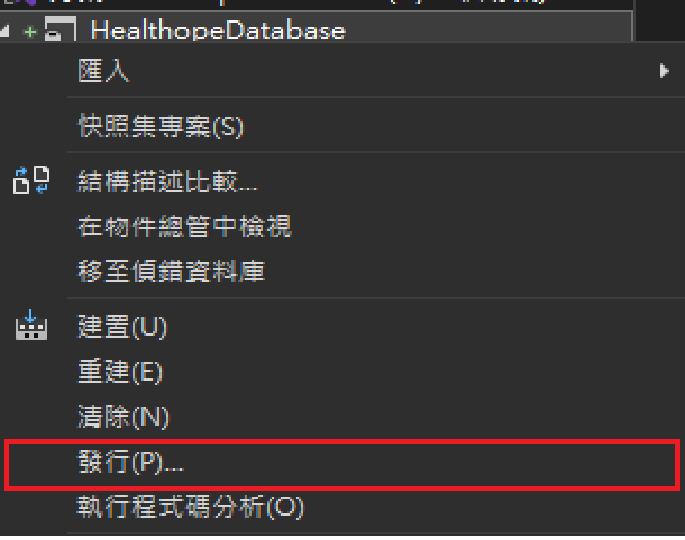 HealthopeDatabase
匯入
快照集專案(S)
結構描述比較...
在物件總管中檢視
移至偵錯資料庫
建置(U)
重建(E)
清除(N)
發行(P)...
執行程式碼分析(O)